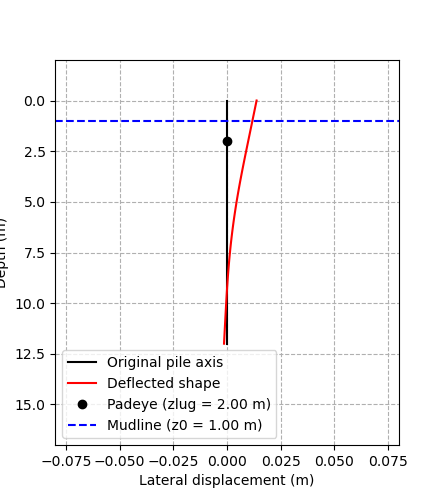 0.0
2.5
5.0
7.5
10.0
12.5
15.0
Depth (m)
Original pile axis
Deflected shape
Padeye (zlug = 2.00 m)
Mudline (z0 = 1.00 m)
−0.075 −0.050 −0.025 0.000 0.025 0.050 0.075
Lateral displacement (m)